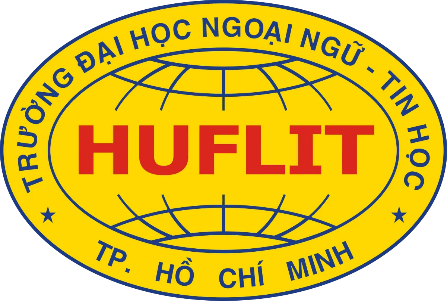 TRƯỜNG ĐẠI HỌC NGOẠI NGỮ - TIN HỌC
HUFLIT
TP. HỒ CHÍ MINH